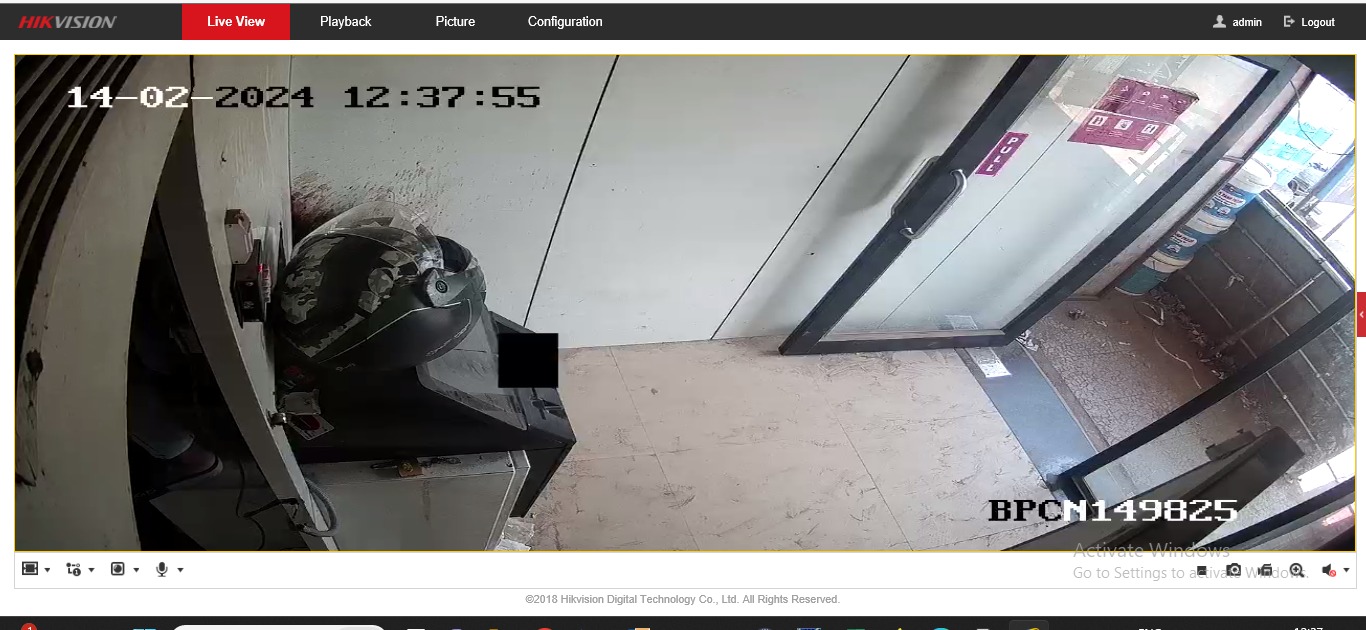 HIKVISION Live View Playback Picture Configuration admin Logout
14-02-2024 12:37:55
PULL
BPCN149825
Activate Windows
Go to Settings to activate Windows.
©2018 Hikvision Digital Technology Co., Ltd. All Rights Reserved.